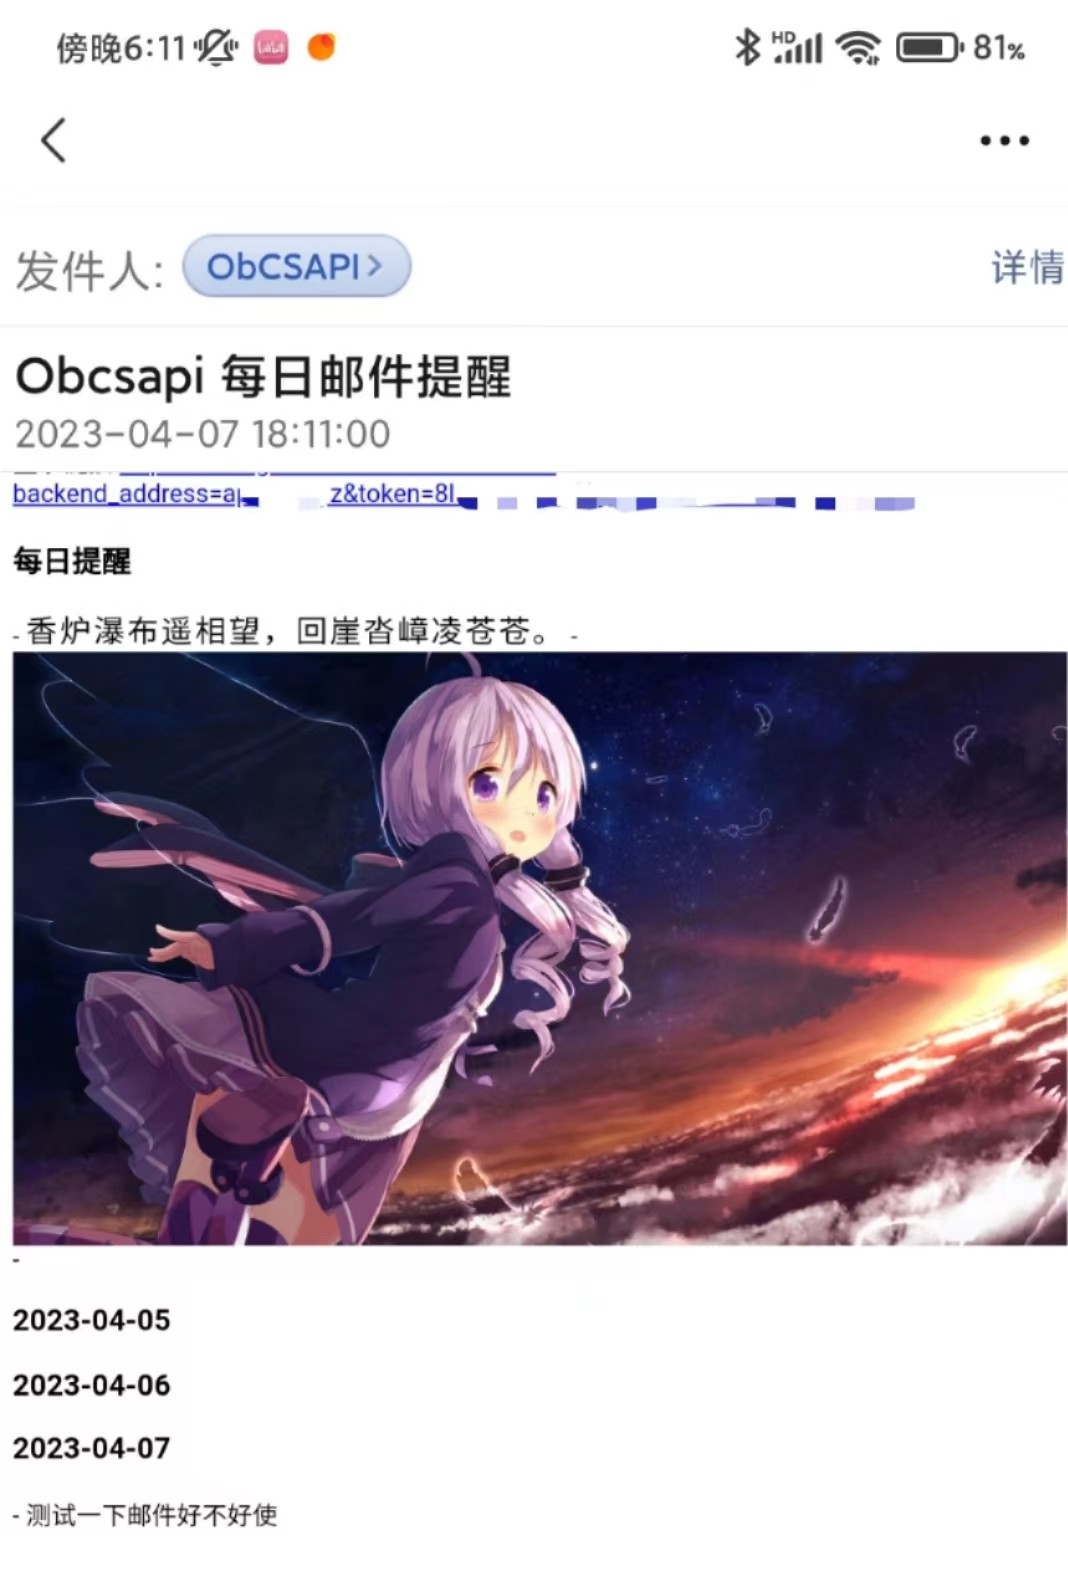 傍晚6:11
HD
81%
发件人: ObCSAPI
详情
Obcsapi 每日邮件提醒
2023-04-07 18:11:00
backend_address=a
z&token=8l
每日提醒
- 香炉瀑布遥相望，回崖沓嶂凌苍苍。 -
-
2023-04-05
2023-04-06
2023-04-07
- 测试一下邮件好不好使